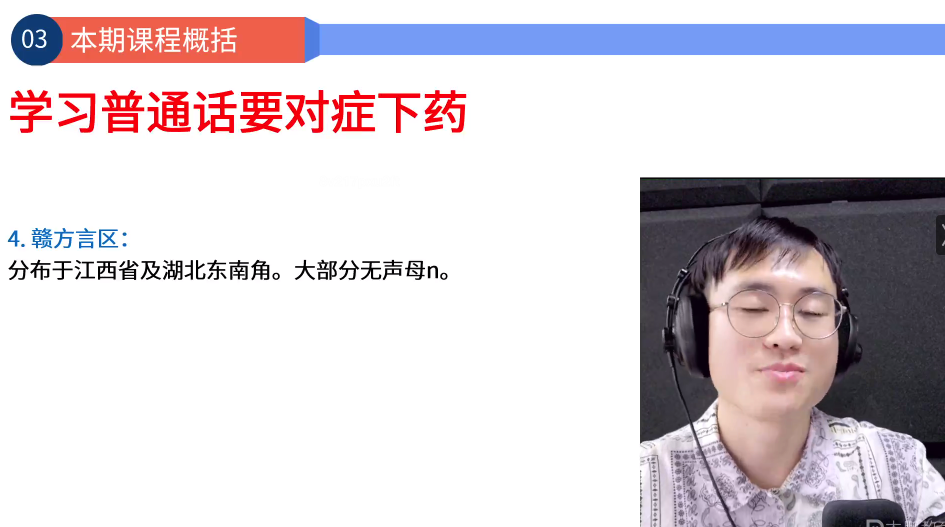 03 本期课程概括
学习普通话要对症下药
4. 赣方言区：
分布于江西省及湖北东南角。大部分无声母n。